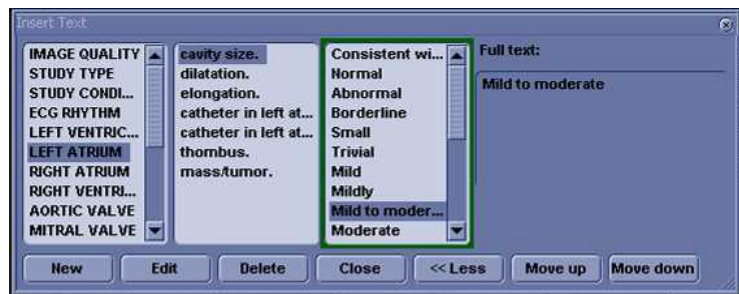 Insert Text
IMAGE QUALITY
STUDY TYPE
STUDY CONDI...
ECG RHYTHM
LEFT VENTRIC...
LEFT ATRIUM
RIGHT ATRIUM
RIGHT VENTRI...
AORTIC VALVE
MITRAL VALVE
cavity size.
dilatation.
elongation.
catheter in left at...
catheter in left at...
thombus.
mass/tumor.
Consistent wi...
Normal
Abnormal
Borderline
Small
Trivial
Mild
Mildly
Mild to moder...
Moderate
Full text:
Mild to moderate
New Edit Delete Close << Less Move up Move down